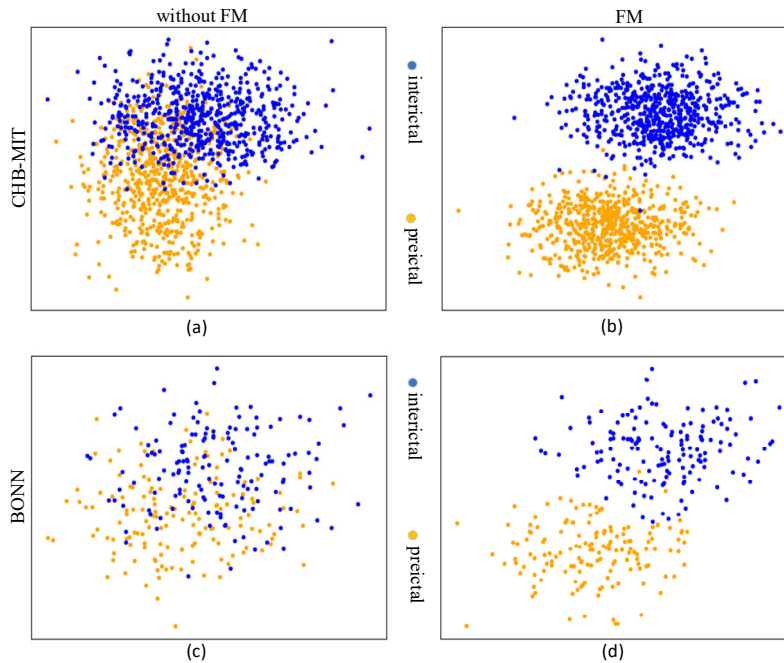 without FM
FM
CHB-MIT
interictal
preictal
(a)
(b)
BONN
interictal
preictal
(c)
(d)